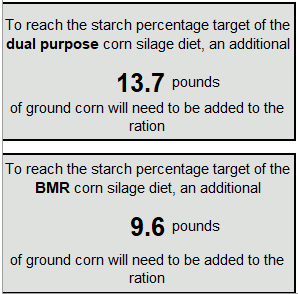 To reach the starch percentage target of the
dual purpose corn silage diet, an additional
13.7 pounds
of ground corn will need to be added to the
ration
To reach the starch percentage target of the
BMR corn silage diet, an additional
9.6 pounds
of ground corn will need to be added to the
ration